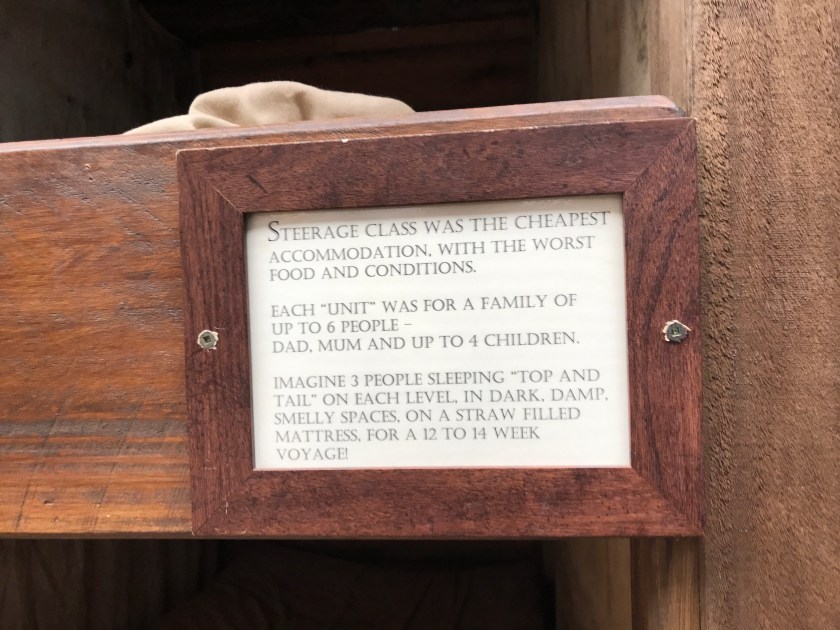 STEERAGE CLASS WAS THE CHEAPEST
ACCOMMODATION, WITH THE WORST
FOOD AND CONDITIONS.
EACH "UNIT" WAS FOR A FAMILY OF
UP TO 6 PEOPLE –
DAD, MUM AND UP TO 4 CHILDREN.
IMAGINE 3 PEOPLE SLEEPING "TOP AND
TAIL" ON EACH LEVEL, IN DARK, DAMP,
SMELLY SPACES, ON A STRAW FILLED
MATTRESS, FOR A 12 TO 14 WEEK
VOYAGE!